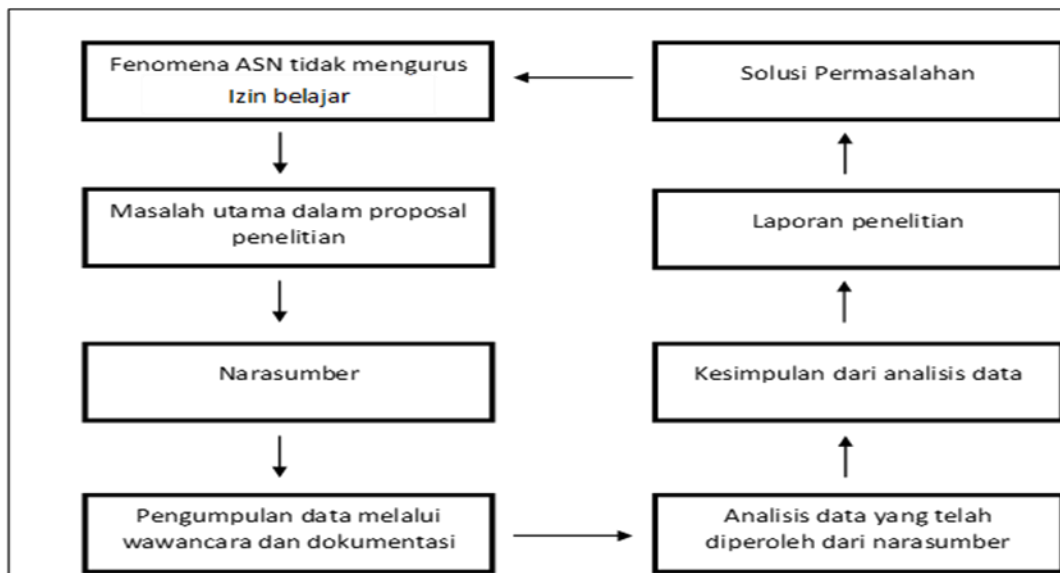 Fenomena ASN tidak mengurus
Izin belajar
Masalah utama dalam proposal
penelitian
Narasumber
Pengumpulan data melalui
wawancara dan dokumentasi
Analisis data yang telah
diperoleh dari narasumber
Kesimpulan dari analisis data
Laporan penelitian
Solusi Permasalahan